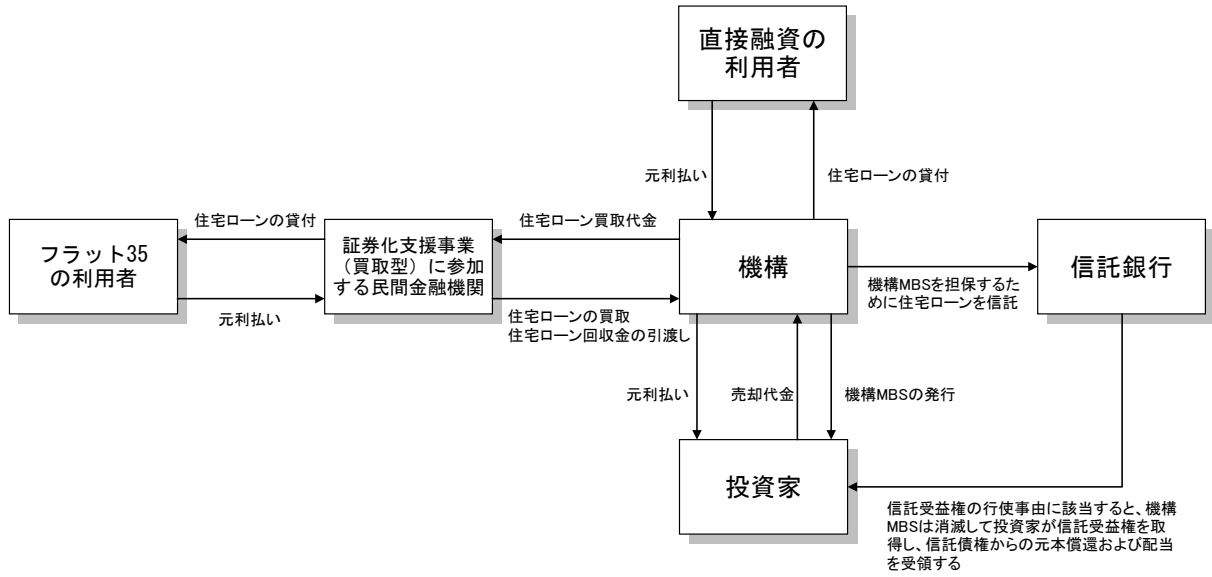 直接融資の
利用者
元利払い
住宅ローンの貸付
住宅ローンの貸付
住宅ローン買取代金
フラット35
の利用者
証券化支援事業
（買取型）に参加
する民間金融機関
機構
信託銀行
元利払い
住宅ローンの買取
住宅ローン回収金の引渡し
機構MBSを担保するた
めに住宅ローンを信託
元利払い
売却代金
機構MBSの発行
投資家
信託受益権の行使事由に該当すると、機構
MBSは消滅して投資家が信託受益権を取
得し、信託債権からの元本償還および配当
を受領する